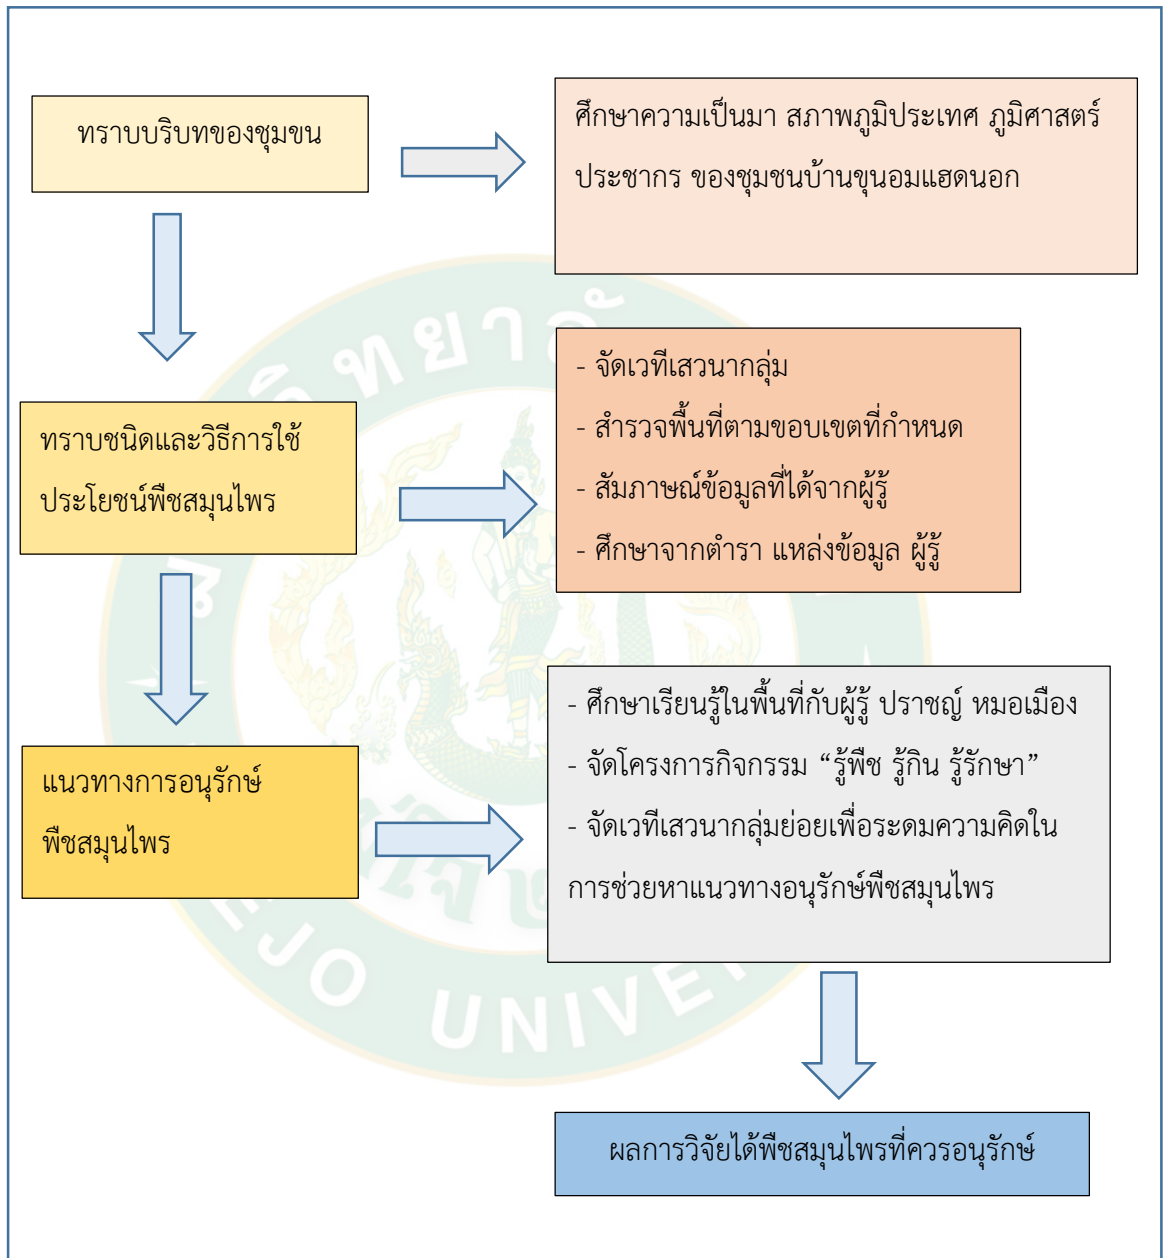 ทราบบริบทของชุมขน
ศึกษาความเป็นมา สภาพภูมิประเทศ ภูมิศาสตร์
ประชากร ของชุมชนบ้านขุนอมแฮดนอก
ทราบชนิดและวิธีการใช้
ประโยชน์พืชสมุนไพร
- จัดเวทีเสวนากลุ่ม
- สำรวจพื้นที่ตามขอบเขตที่กำหนด
- สัมภาษณ์ข้อมูลที่ได้จากผู้รู้
- ศึกษาจากตำรา แหล่งข้อมูล ผู้รู้
แนวทางการอนุรักษ์
พืชสมุนไพร
- ศึกษาเรียนรู้ในพื้นที่กับผู้รู้ ปราชญ์ หมอเมือง
- จัดโครงการกิจกรรม “รู้พืช รู้กิน รู้รักษา”
- จัดเวทีเสวนากลุ่มย่อยเพื่อระดมความคิดใน
การช่วยหาแนวทางอนุรักษ์พืชสมุนไพร
ผลการวิจัยได้พืชสมุนไพรที่ควรอนุรักษ์